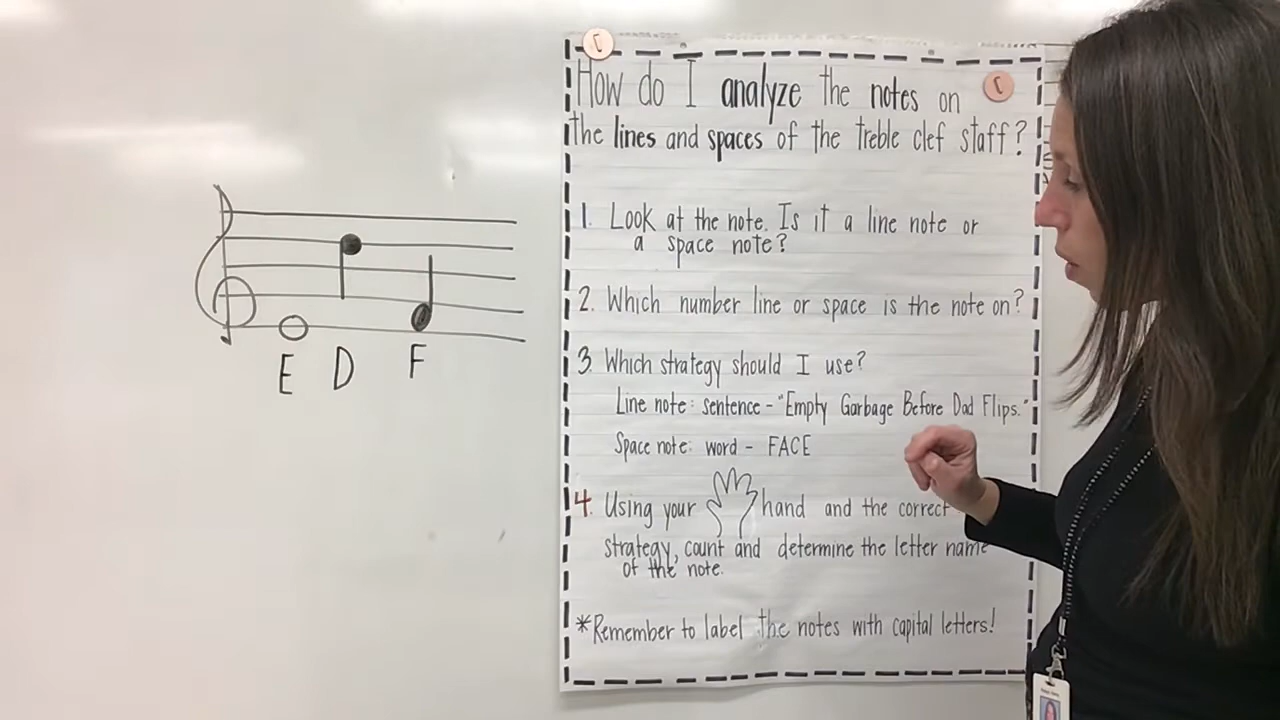 How do I analyze the notes on
the lines and spaces of the treble clef staff?
1. Look at the note. Is it a line note or
a space note?
2. Which number line or space is the note on?
3. Which strategy should I use?
Line note: sentence - "Empty Garbage Before Dad Flips."
Space note: word - FACE
4. Using your hand and the correct
strategy, count and determine the letter name
of the note.
*Remember to label the notes with capital letters!
E D F